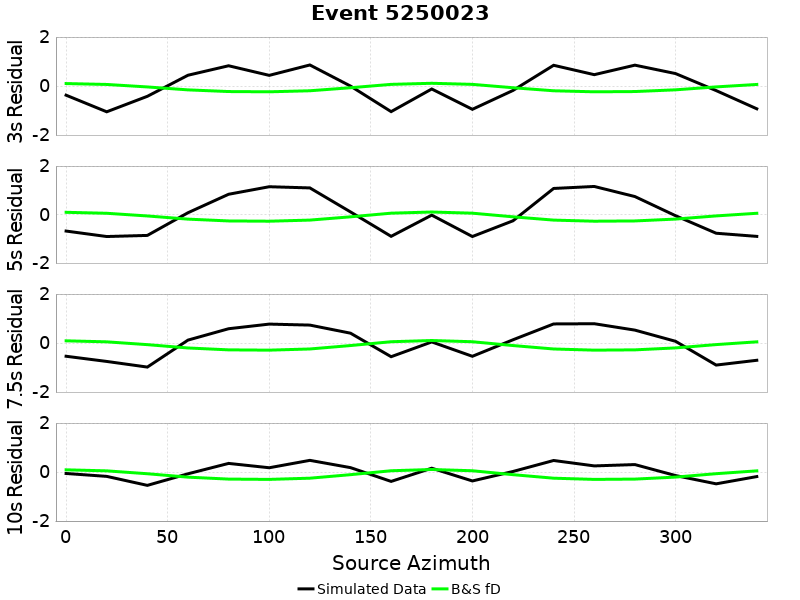 Event 5250023
3s Residual
2
0
-2
5s Residual
2
0
-2
7.5s Residual
2
0
-2
10s Residual
2
0
-2
0 50 100 150 200 250 300
Source Azimuth
Simulated Data B&S fD